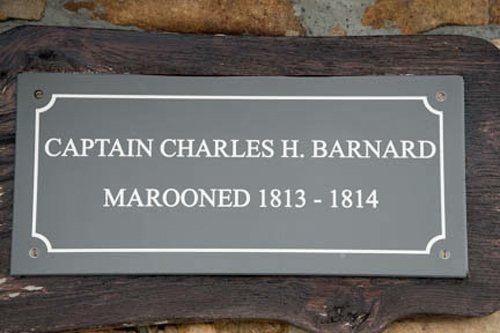 CAPTAIN CHARLES H. BARNARD
MAROONED 1813 - 1814